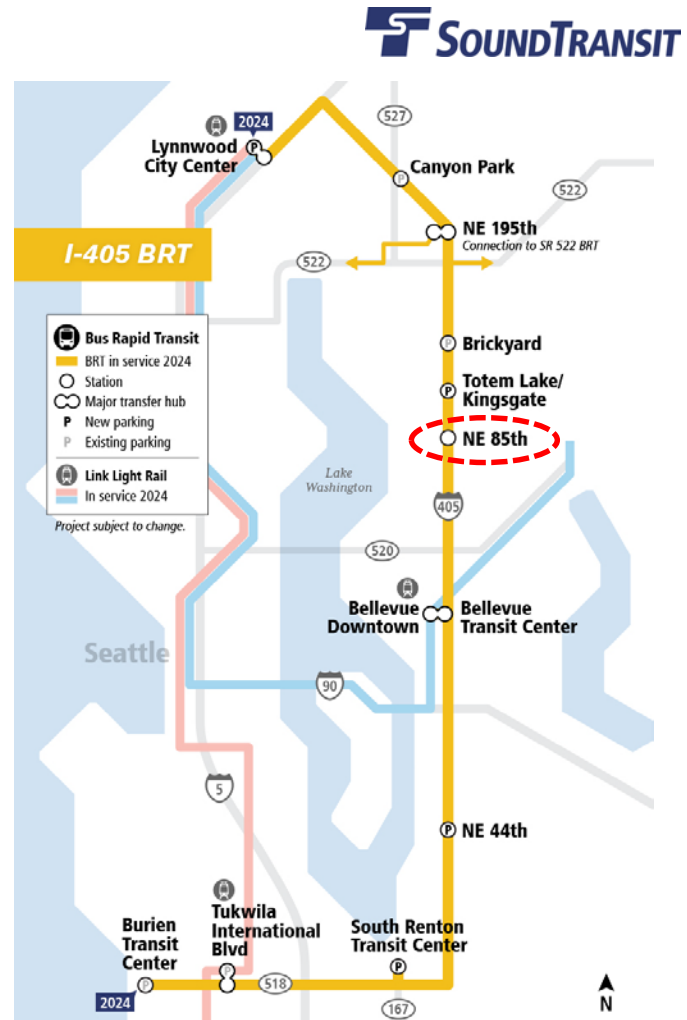 SOUNDTRANSIT
2024
Lynnwood
City Center
527
Canyon Park
522
NE 195th
Connection to SR 522 BRT
I-405 BRT
522
Bus Rapid Transit
BRT in service 2024
Station
Major transfer hub
P New parking
P Existing parking
Link Light Rail
In service 2024
Project subject to change.
Brickyard
Totem Lake/
Kingsgate
NE 85th
Lake
Washington
405
520
Bellevue
Downtown
Bellevue
Transit Center
Seattle
90
5
NE 44th
Tukwila
International
Blvd
Burien
Transit
Center
South Renton
Transit Center
2024
518
167
N